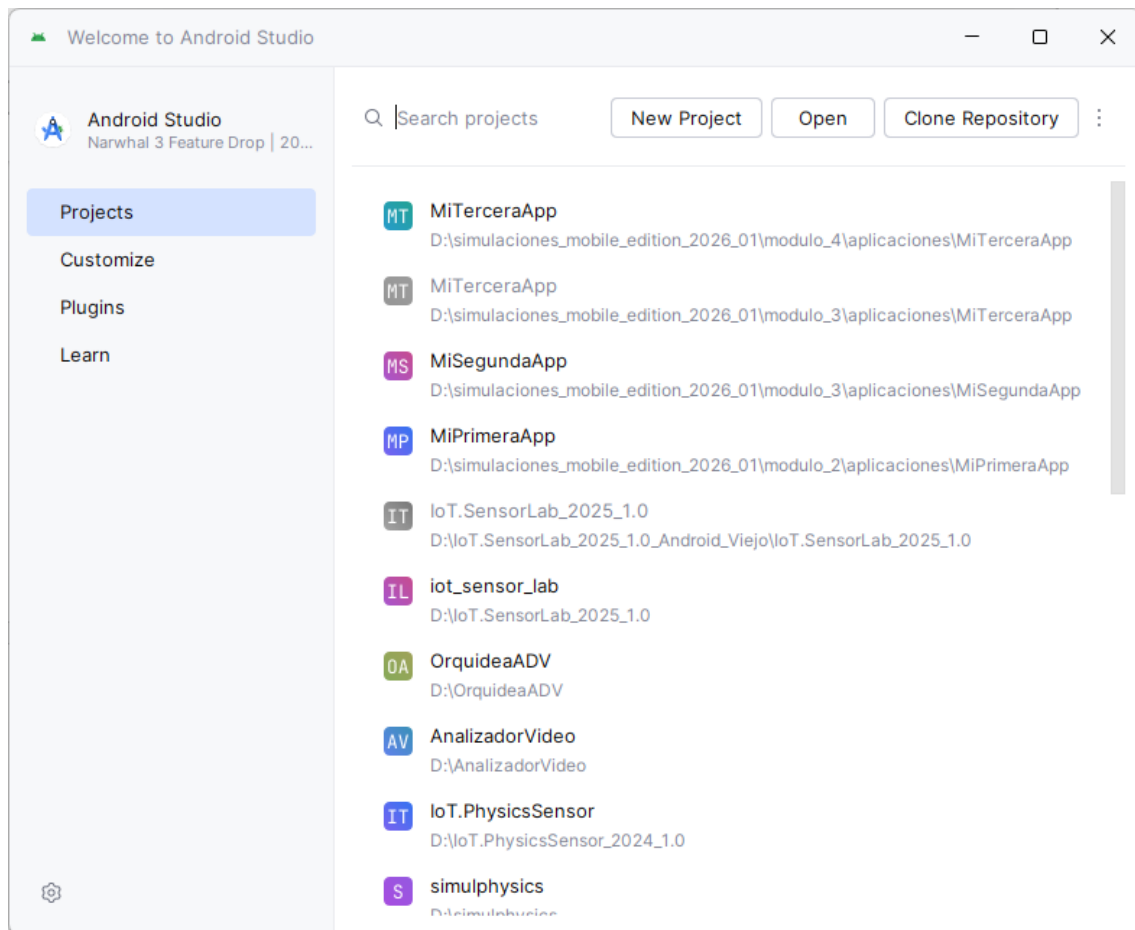 Welcome to Android Studio
Android Studio
Narwhal 3 Feature Drop | 20...
Projects
Customize
Plugins
Learn
Search projects
New Project
Open
Clone Repository
MT
MiTerceraApp
D:\simulaciones_mobile_edition_2026_01\modulo_4\aplicaciones\MiTerceraApp
MT
MiTerceraApp
D:\simulaciones_mobile_edition_2026_01\modulo_3\aplicaciones\MiTerceraApp
MS
MiSegundaApp
D:\simulaciones_mobile_edition_2026_01\modulo_3\aplicaciones\MiSegundaApp
MP
MiPrimeraApp
D:\simulaciones_mobile_edition_2026_01\modulo_2\aplicaciones\MiPrimeraApp
IT
IoT.SensorLab_2025_1.0
D:\IoT.SensorLab_2025_1.0_Android_Viejo\IoT.SensorLab_2025_1.0
IL
iot_sensor_lab
D:\IoT.SensorLab_2025_1.0
OA
OrquideaADV
D:\OrquideaADV
AV
AnalizadorVideo
D:\AnalizadorVideo
IT
IoT.PhysicsSensor
D:\IoT.PhysicsSensor_2024_1.0
S
simulphysics
D:\simulphysics